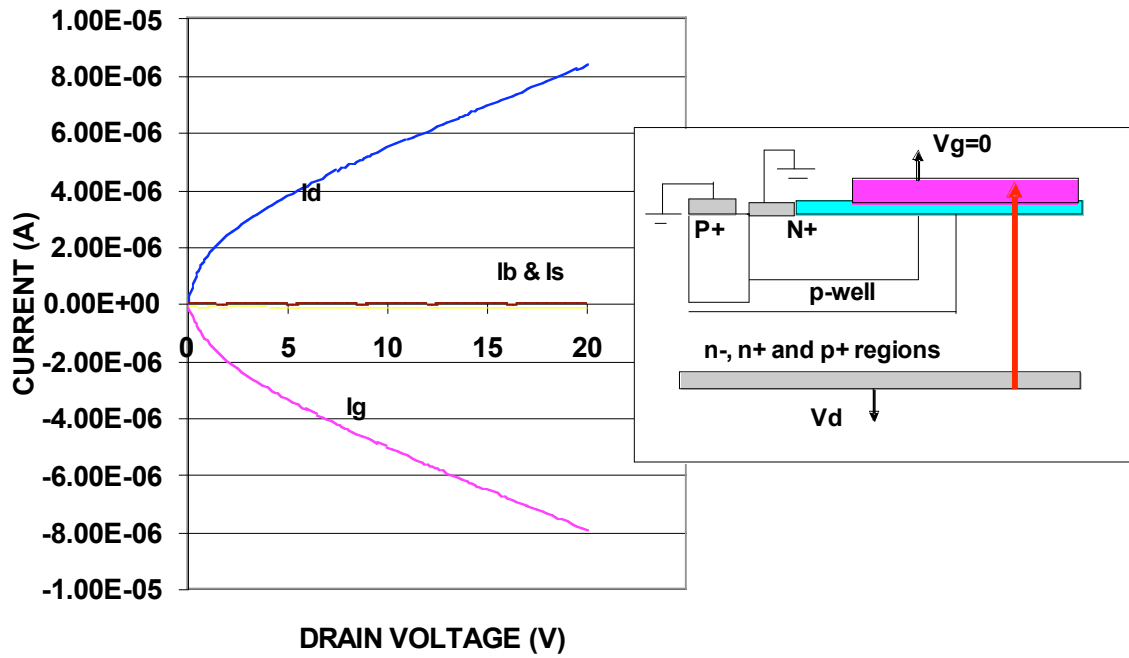 1.00E-05
8.00E-06
6.00E-06
4.00E-06
2.00E-06
0.00E+00
-2.00E-06
-4.00E-06
-6.00E-06
-8.00E-06
-1.00E-05
CURRENT (A)
Id
Ib & Is
0 5 10 15 20
Ig
DRAIN VOLTAGE (V)
Vg=0
P+ N+
p-well
n-, n+ and p+ regions
Vd